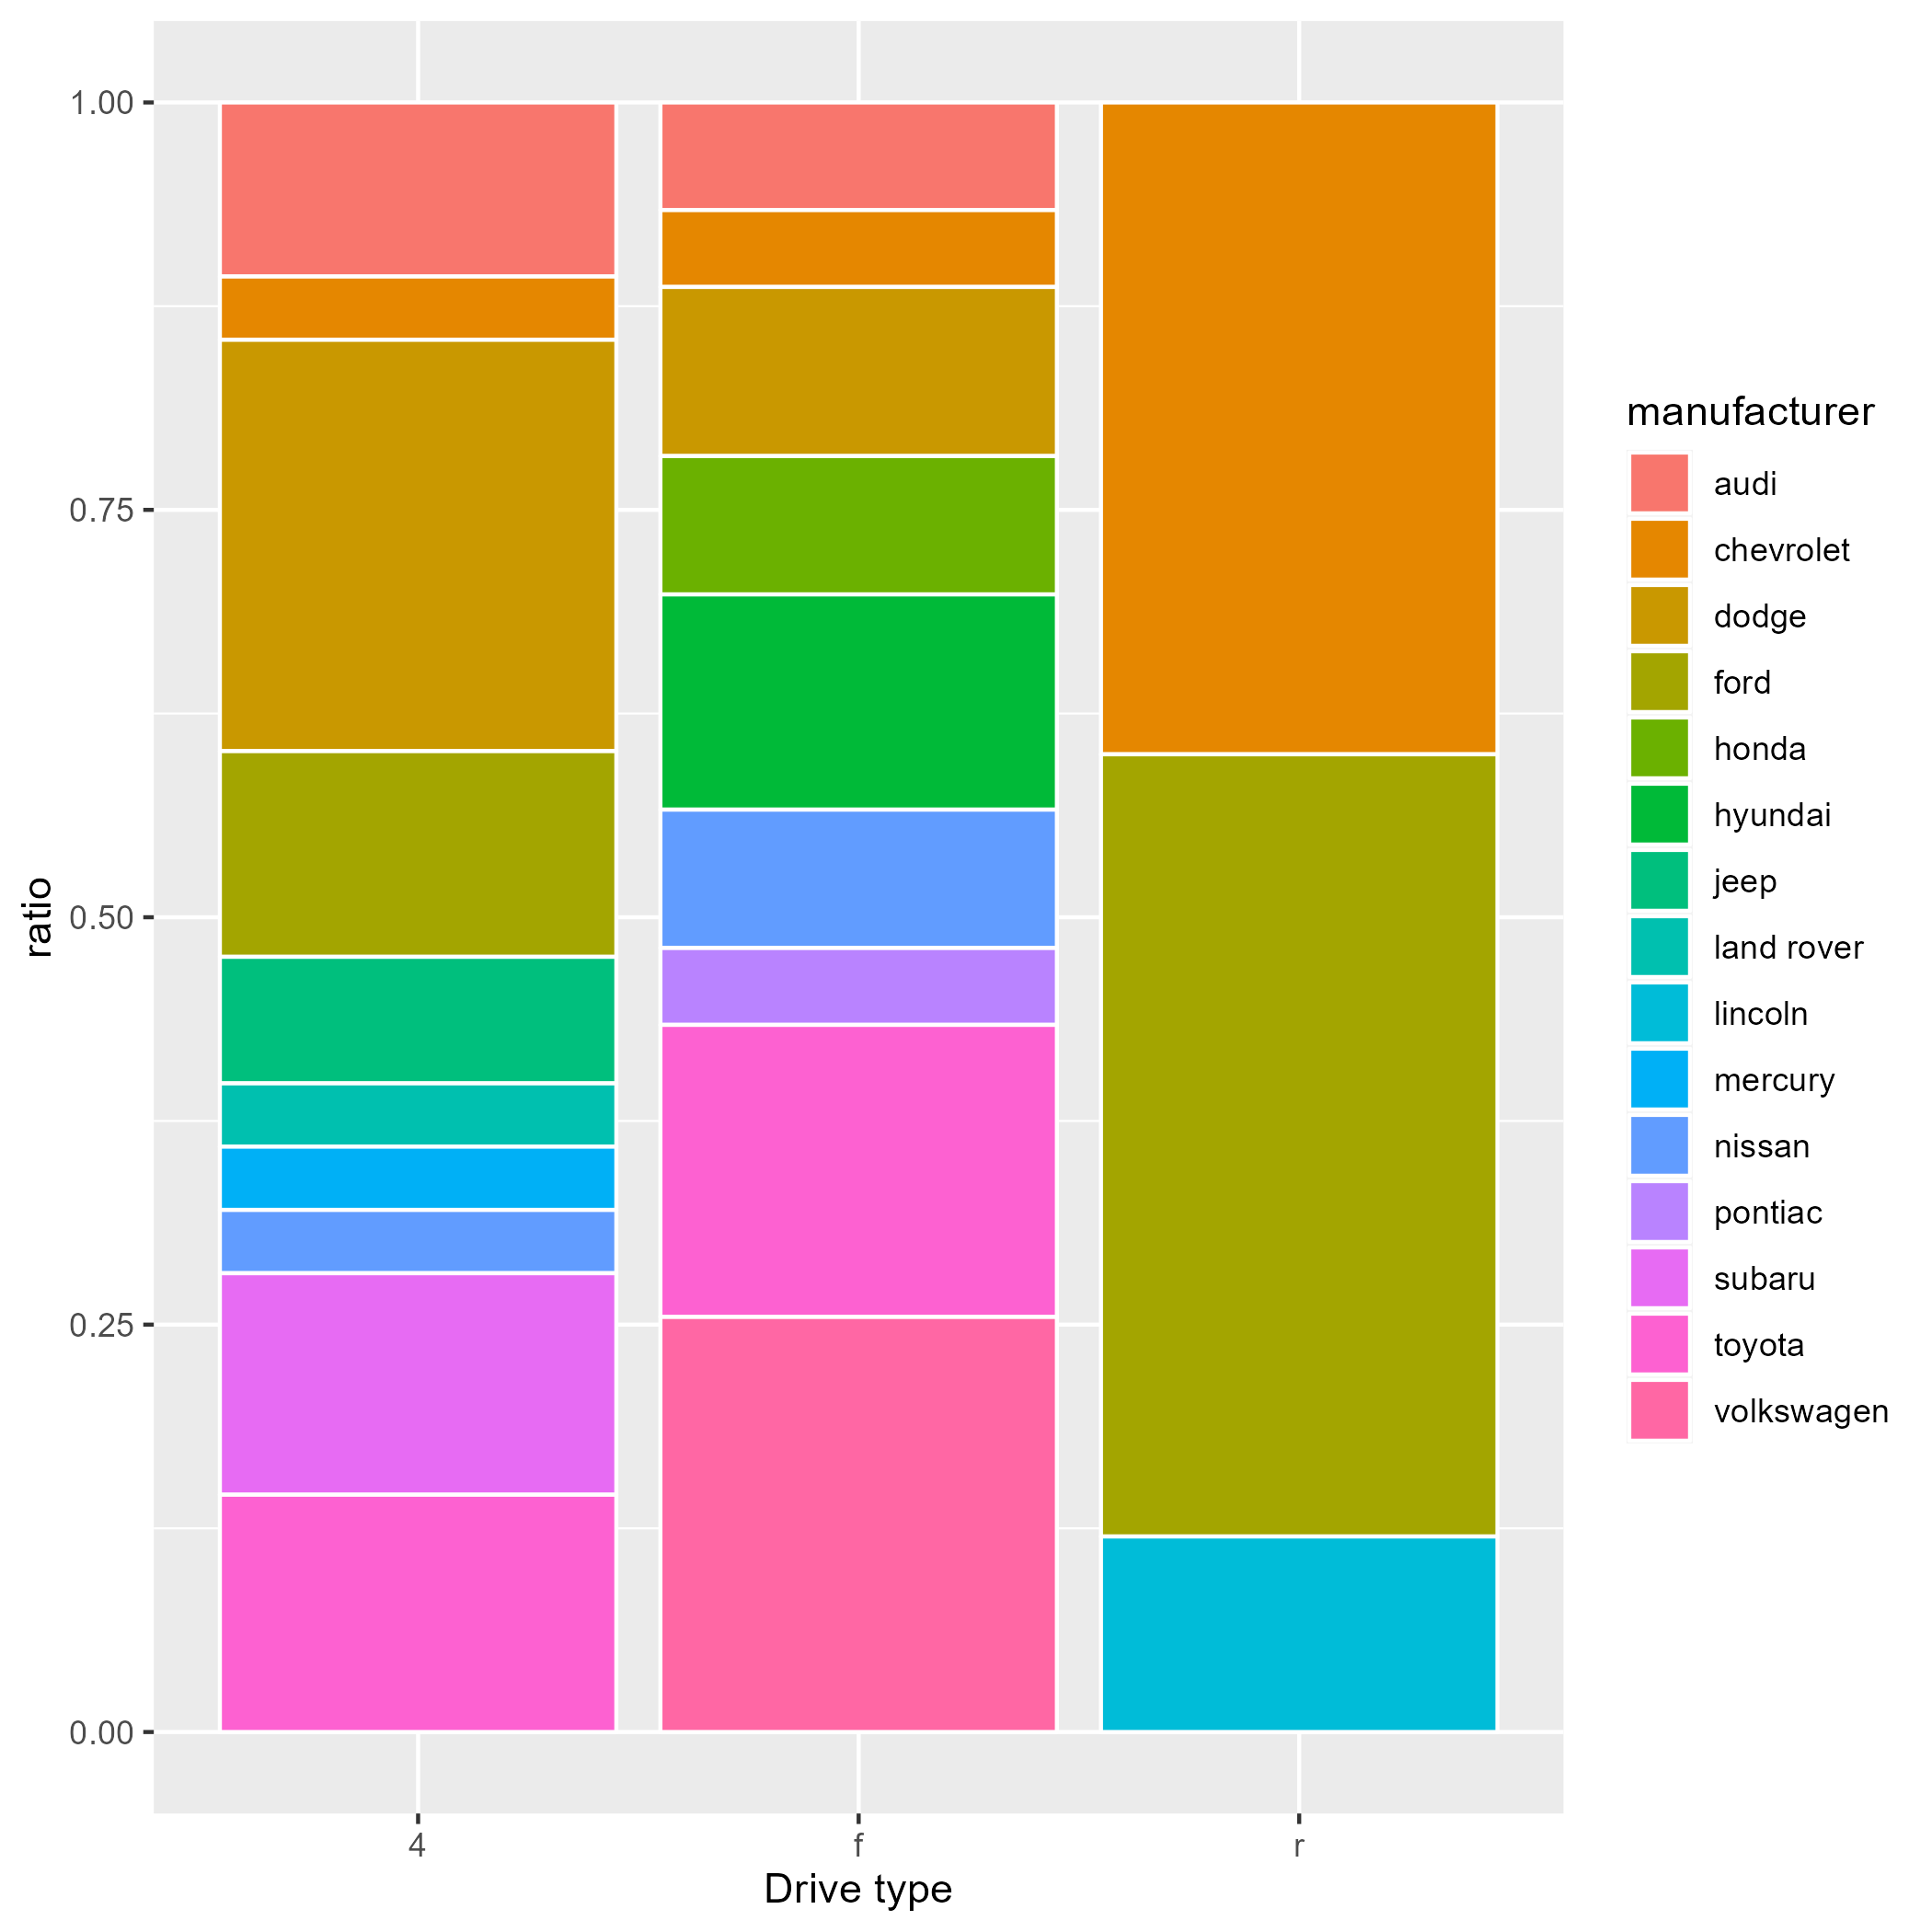 1.00
0.75
0.50
0.25
0.00
ratio
4
f
r
Drive type
manufacturer
audi
chevrolet
dodge
ford
honda
hyundai
jeep
land rover
lincoln
mercury
nissan
pontiac
subaru
toyota
volkswagen